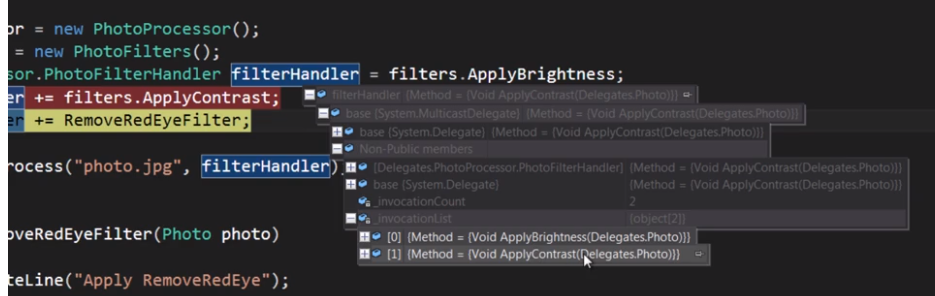 or = new PhotoProcessor();
= new PhotoFilters();
sor.PhotoFilterHandler filterHandler = filters.ApplyBrightness;
er += filters.ApplyContrast;
filterHandler {Method = {Void ApplyContrast(Delegates.Photo)}}
er += RemoveRedEyeFilter;
base {System.MulticastDelegate} {Method = {Void ApplyContrast(Delegates.Photo)}}
base {System.Delegate} {Method = {Void ApplyContrast(Delegates.Photo)}}
Non-Public members
rocess("photo.jpg", filterHandler)
[Delegates.PhotoProcessor.PhotoFilterHandler] {Method = {Void ApplyContrast(Delegates.Photo)}}
base {System.Delegate} {Method = {Void ApplyContrast(Delegates.Photo)}}
_invocationCount 2
_invocationList {object[2]}
oveRedEyeFilter(Photo photo)
[0] {Method = {Void ApplyBrightness(Delegates.Photo)}}
[1] {Method = {Void ApplyContrast(Delegates.Photo)}}
teLine("Apply RemoveRedEye");